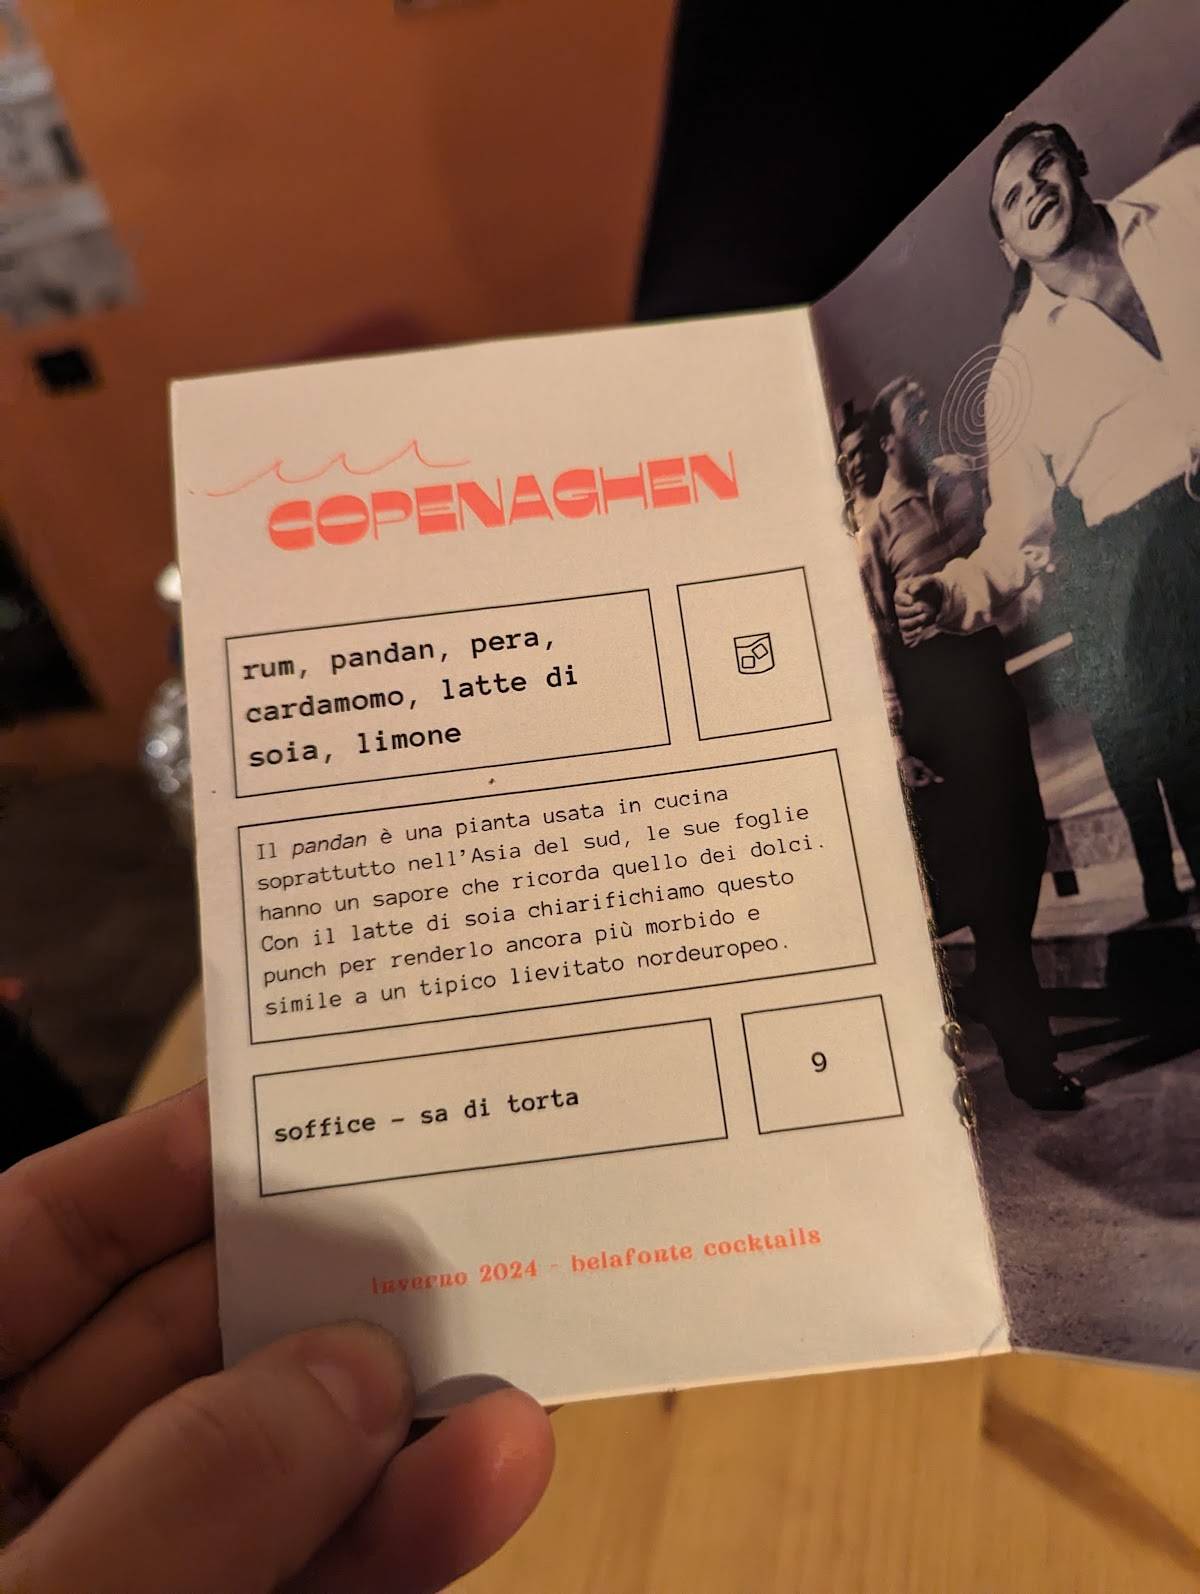 COPENAGHEN
rum, pandan, pera,
cardamomo, latte di
soia, limone
Il pandan è una pianta usata in cucina
soprattutto nell'Asia del sud, le sue foglie
hanno un sapore che ricorda quello dei dolci.
Con il latte di soia chiarifichiamo questo
punch per renderlo ancora più morbido e
simile a un tipico lievitato nordeuropeo.
soffice - sa di torta
9
inverno 2024 - belafonte cocktails